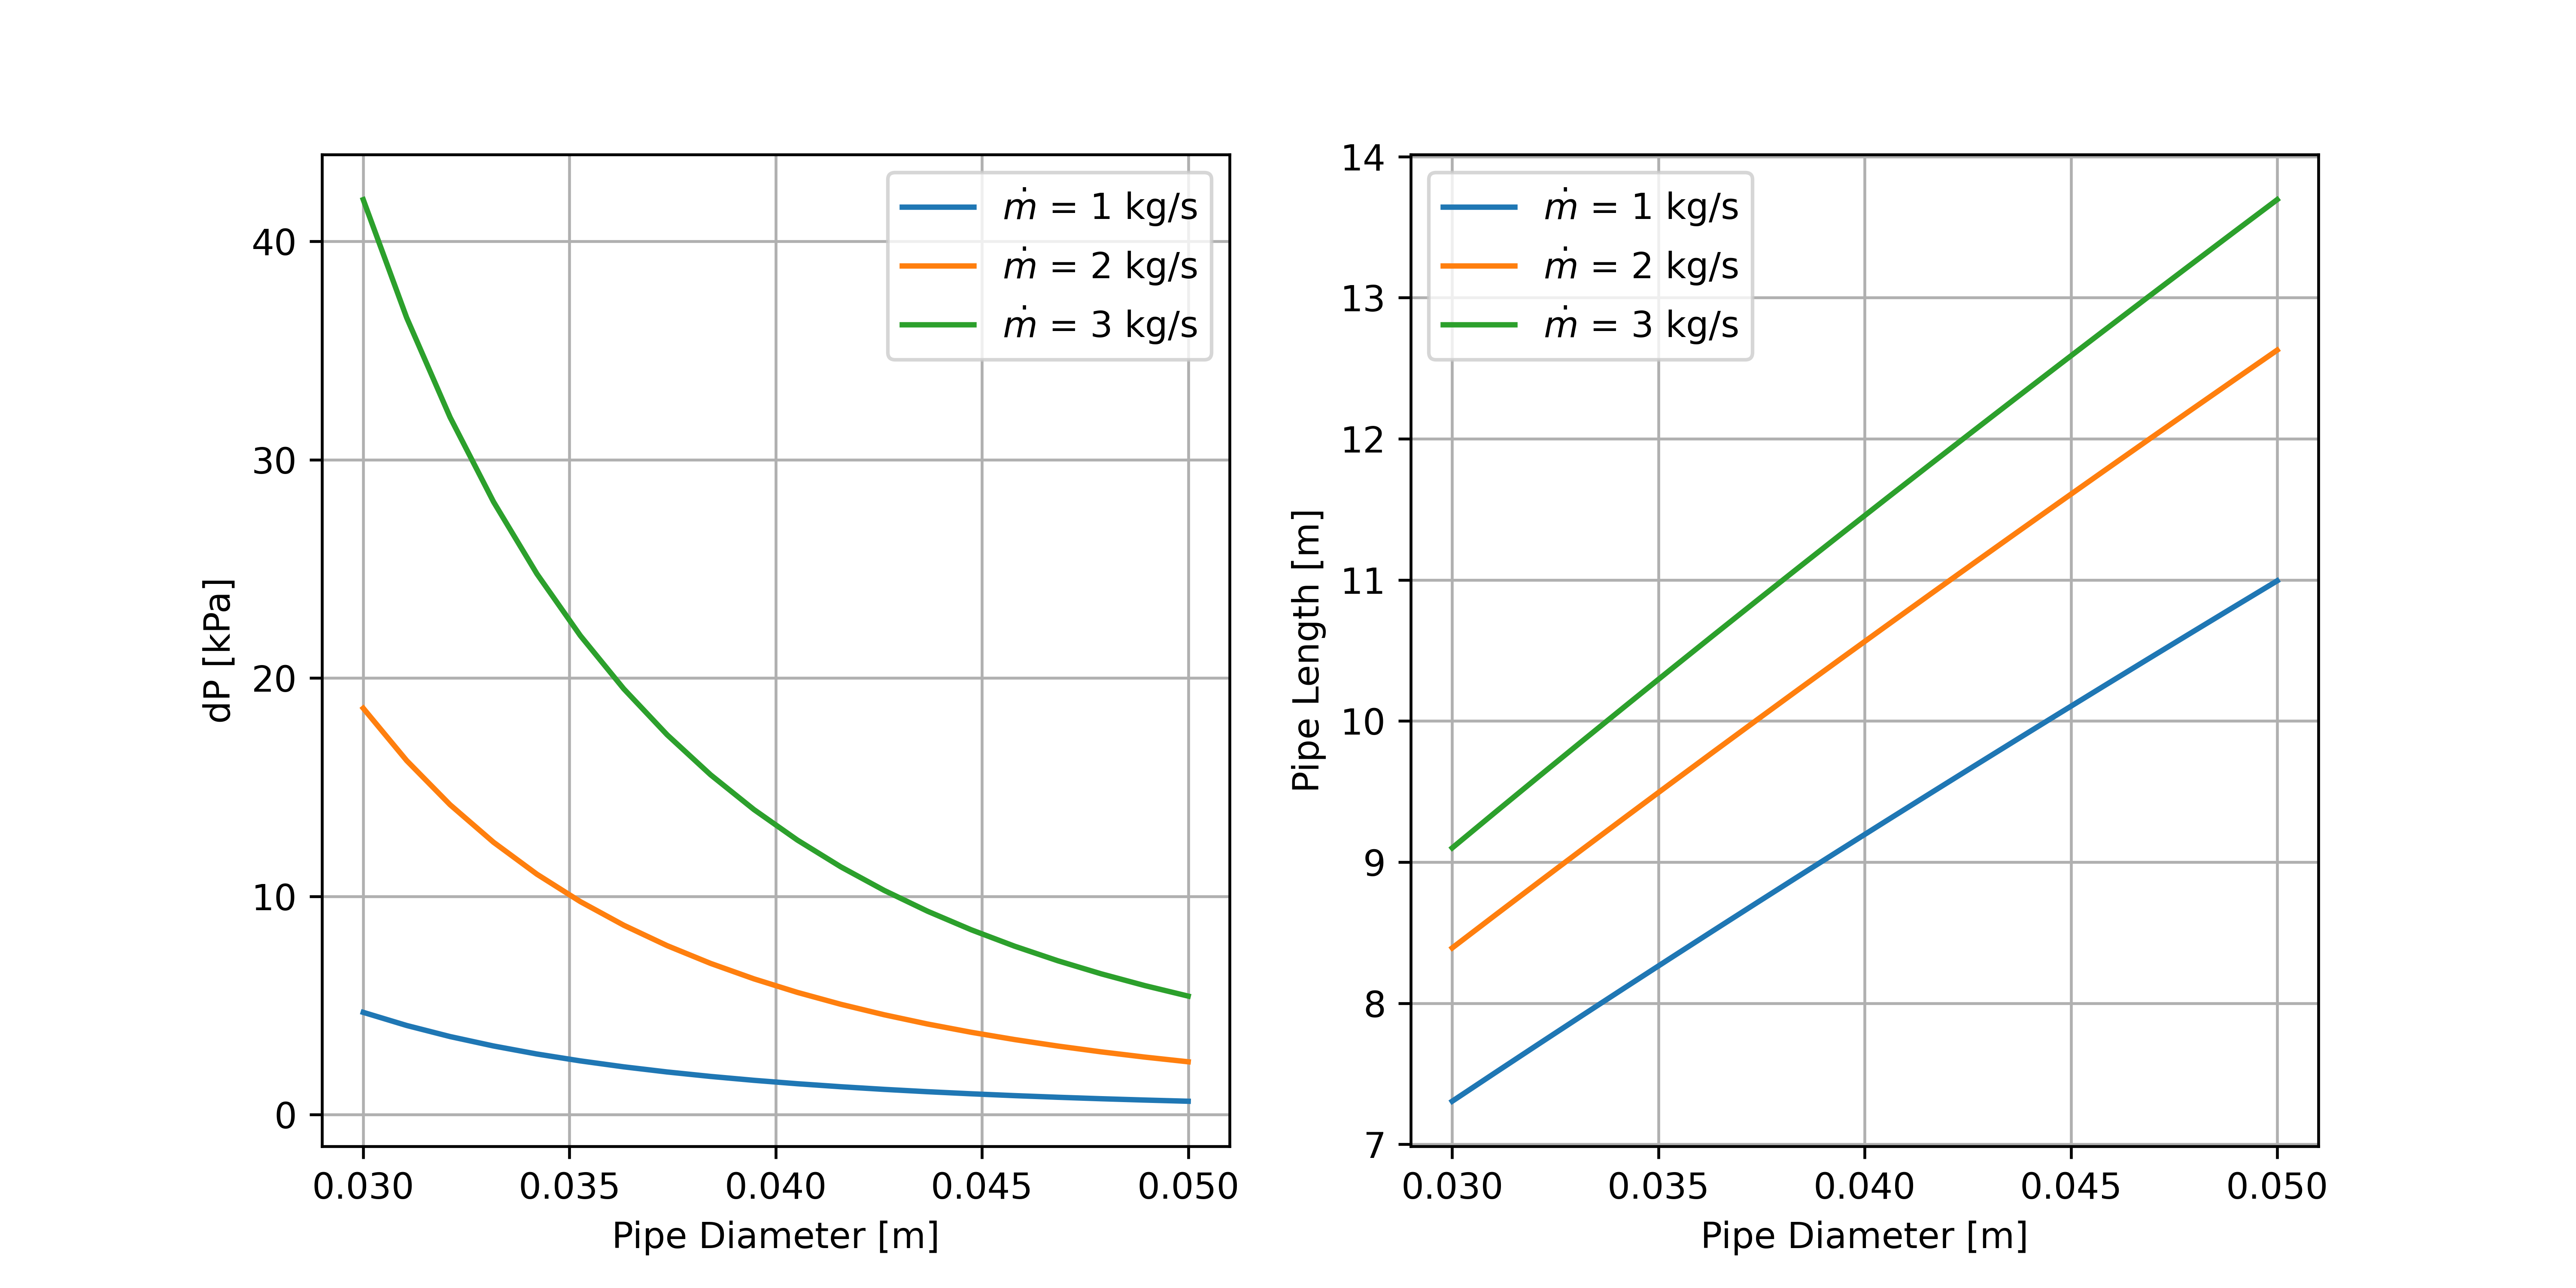 dP [kPa]
40
30
20
10
0
ṁ = 1 kg/s
ṁ = 2 kg/s
ṁ = 3 kg/s
0.030 0.035 0.040 0.045 0.050
Pipe Diameter [m]
Pipe Length [m]
14
13
12
11
10
9
8
7
ṁ = 1 kg/s
ṁ = 2 kg/s
ṁ = 3 kg/s
0.030 0.035 0.040 0.045 0.050
Pipe Diameter [m]